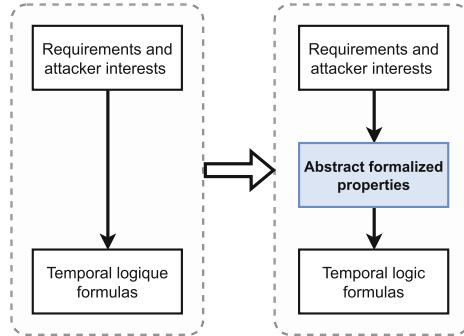 Requirements and
attacker interests
Temporal logique
formulas
Requirements and
attacker interests
Abstract formalized
properties
Temporal logic
formulas